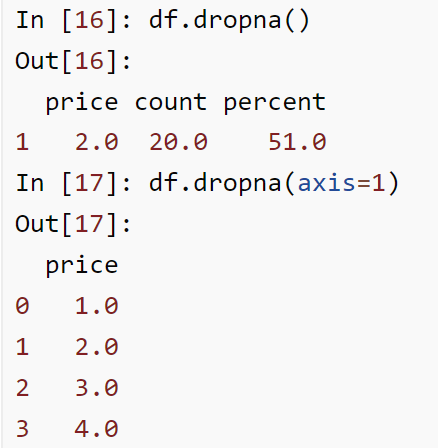 In [16]: df.dropna()
Out[16]:
price count percent
1 2.0 20.0 51.0
In [17]: df.dropna(axis=1)
Out[17]:
price
0 1.0
1 2.0
2 3.0
3 4.0